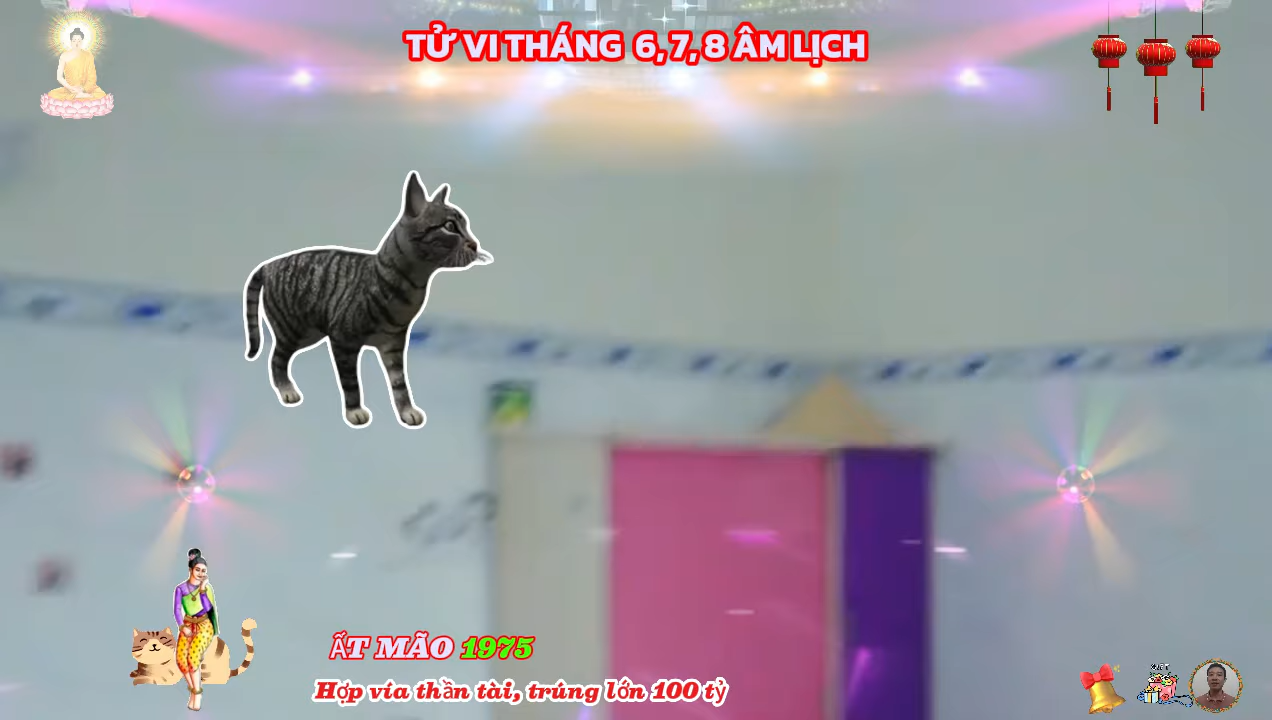 TỬ VI THÁNG 6, 7, 8 ÂM LỊCH
ẤT MÃO 1975
Hợp vía thần tài, trúng lớn 100 tỷ